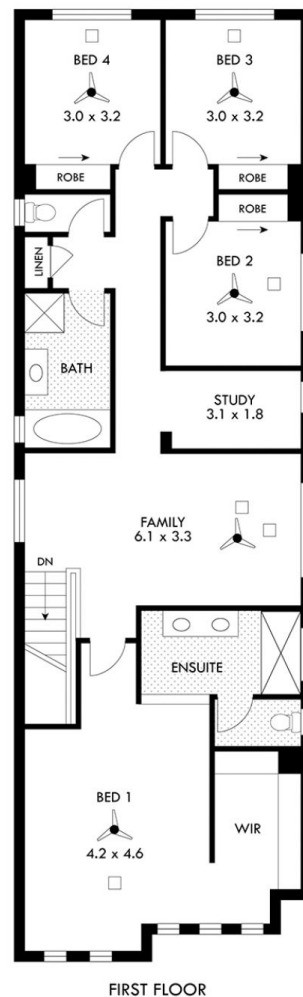 BED 4
3.0 x 3.2
BED 3
3.0 x 3.2
ROBE
ROBE
ROBE
LINEN
BED 2
3.0 x 3.2
BATH
STUDY
3.1 x 1.8
FAMILY
6.1 x 3.3
DN
ENSUITE
BED 1
4.2 x 4.6
WIR
FIRST FLOOR